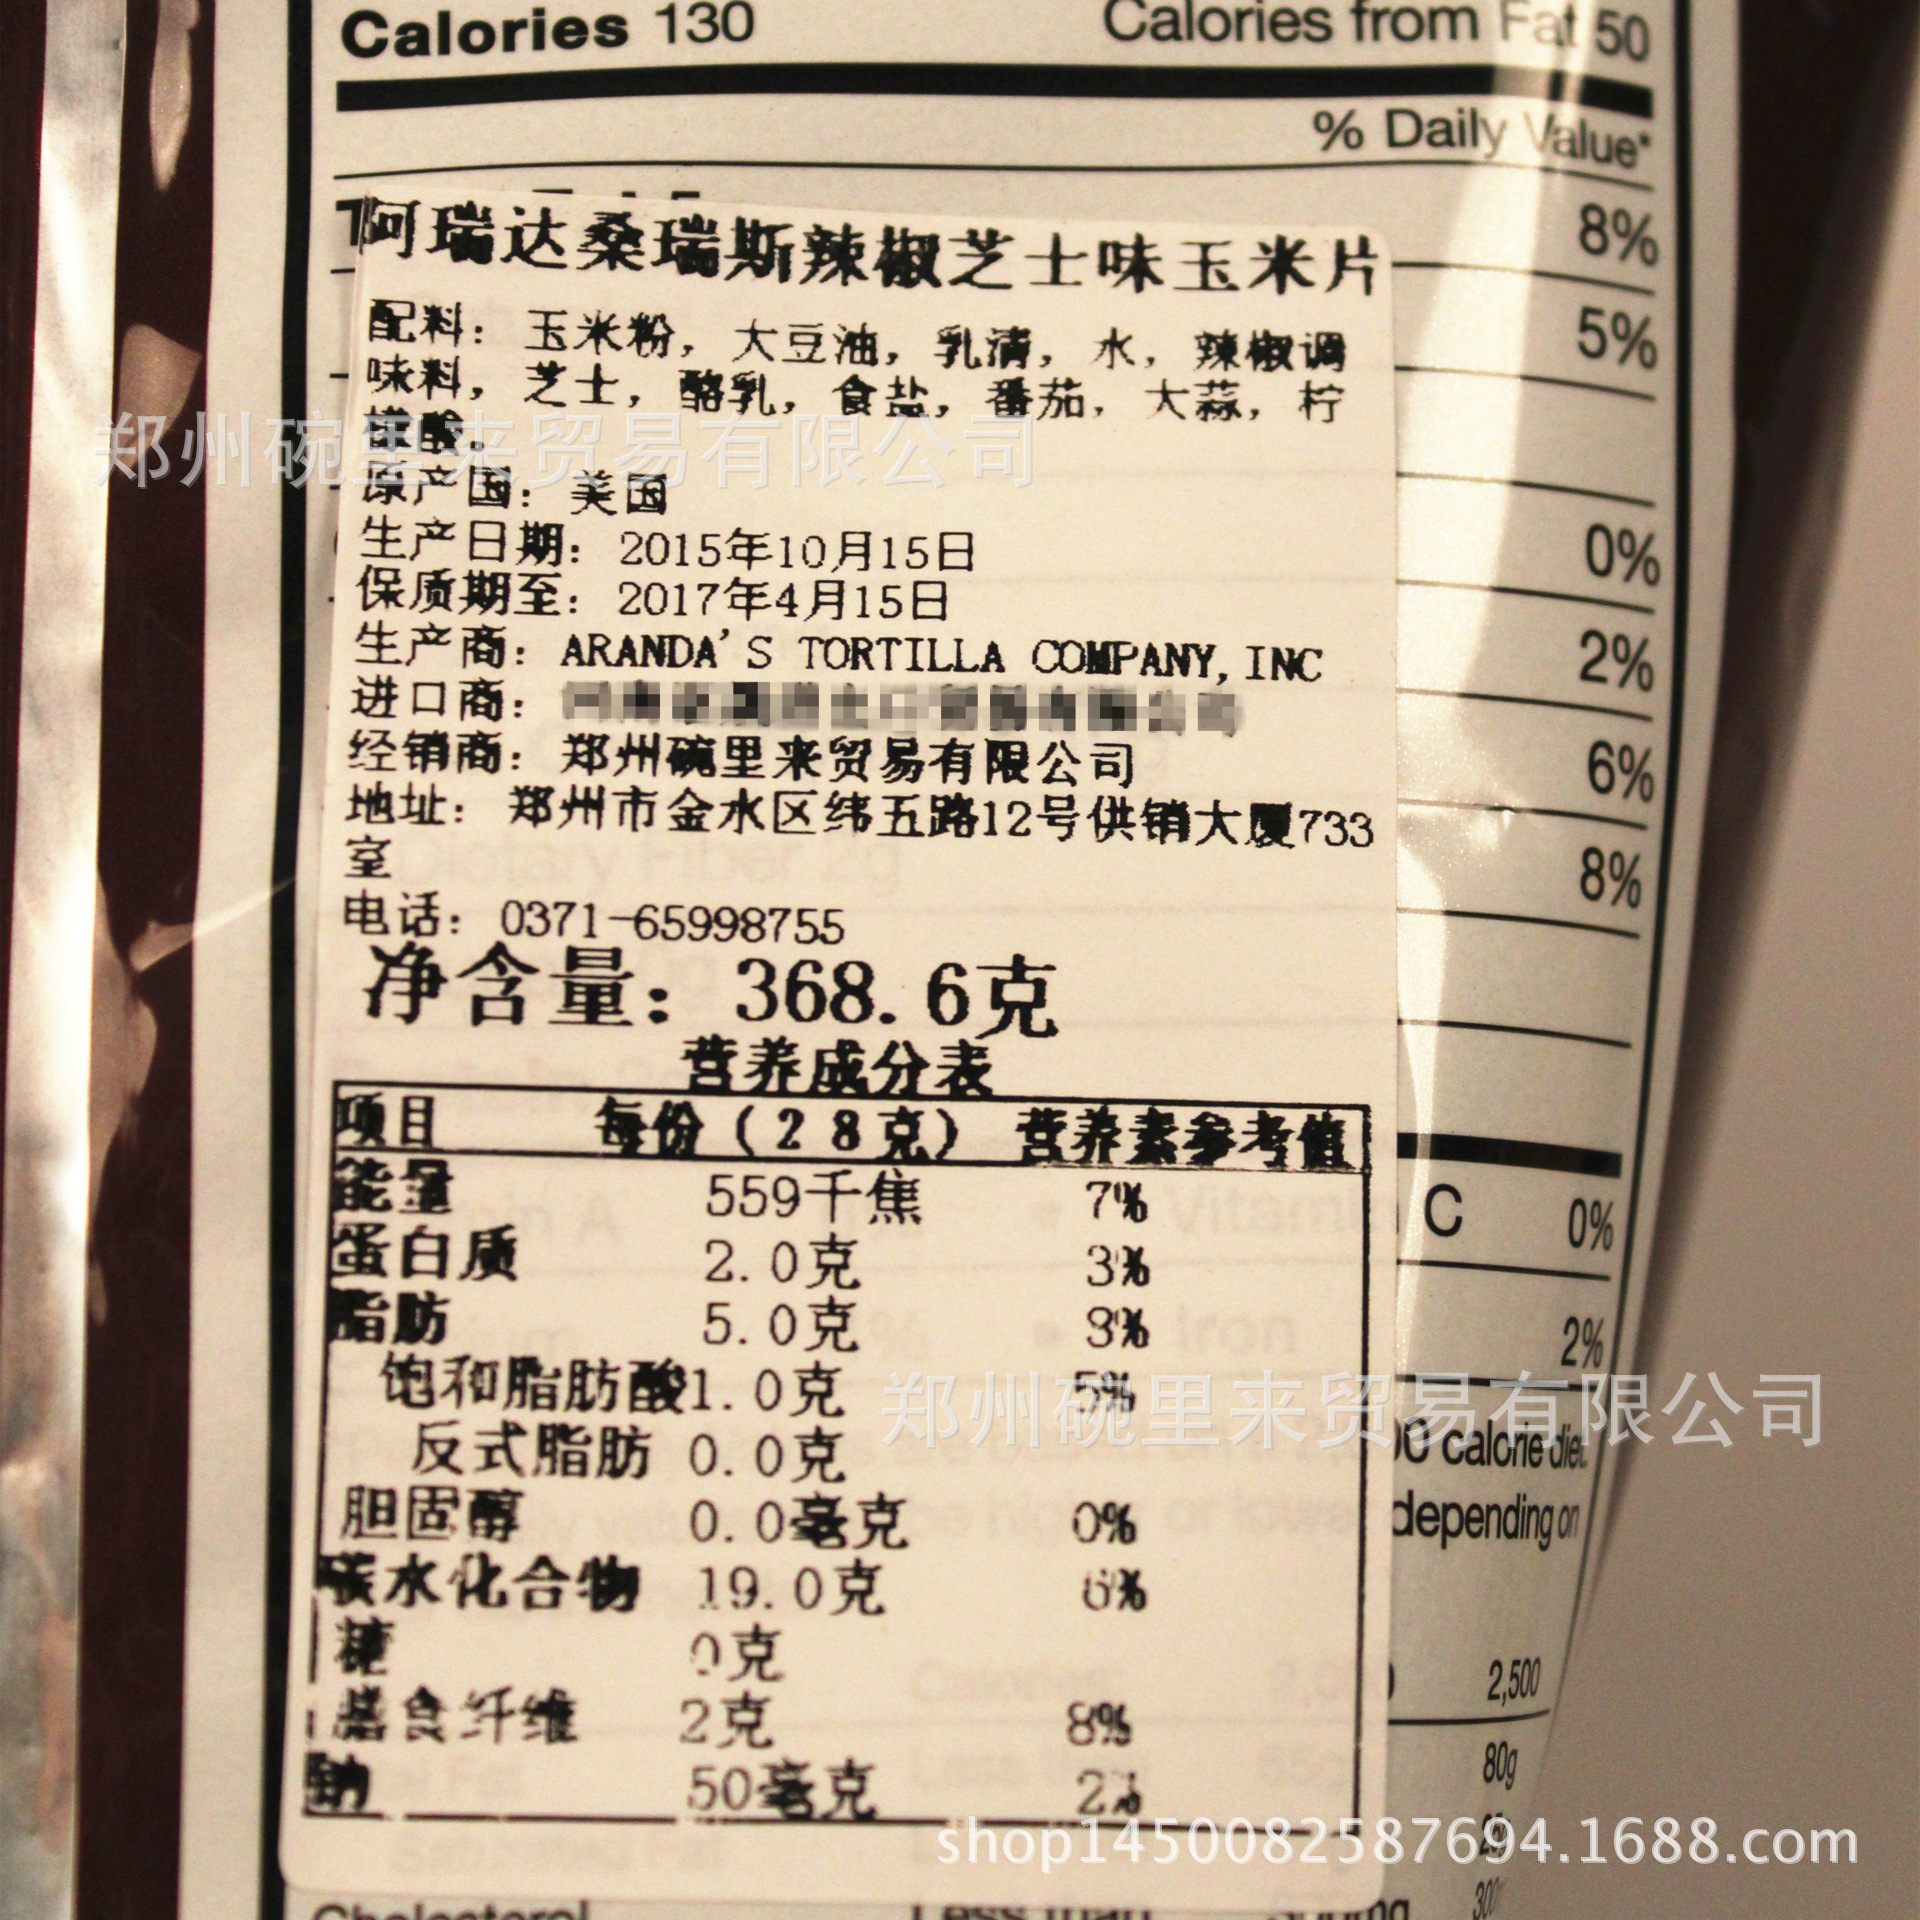 Calories 130 Calories from Fat 50
% Daily Value*
8%
阿瑞达桑瑞斯辣椒芝士味玉米片
配料：玉米粉，大豆油，乳清，水，辣椒调
5%
味料，芝士，酪乳，食盐，番茄，大蒜，柠
檬酸。
郑州碗里来贸易有限公司
原产国：美国
生产日期：2015年10月15日
0%
保质期至：2017年4月15日
生产商：ARANDA'S TORTILLA COMPANY,INC
2%
进口商：
经销商：郑州碗里来贸易有限公司
6%
地址：郑州市金水区纬五路12号供销大厦733
室
8%
电话：0371-65998755
净含量：368.6克
营养成分表
项目 每份（28克） 营养素参考值
能量 559千焦 7%
C 0%
蛋白质 2.0克 3%
脂肪 5.0克 8%
Iron 2%
饱和脂肪酸1.0克 5%
郑州碗里来贸易有限公司
反式脂肪 0.0克
calorie diet.
胆固醇 0.0毫克 0%
depending on
碳水化合物 19.0克 6%
糖 0克
2,500
膳食纤维 2克 8%
80g
钠 50毫克 2%
shop1450082587694.1688.com
Cholesterol Less than